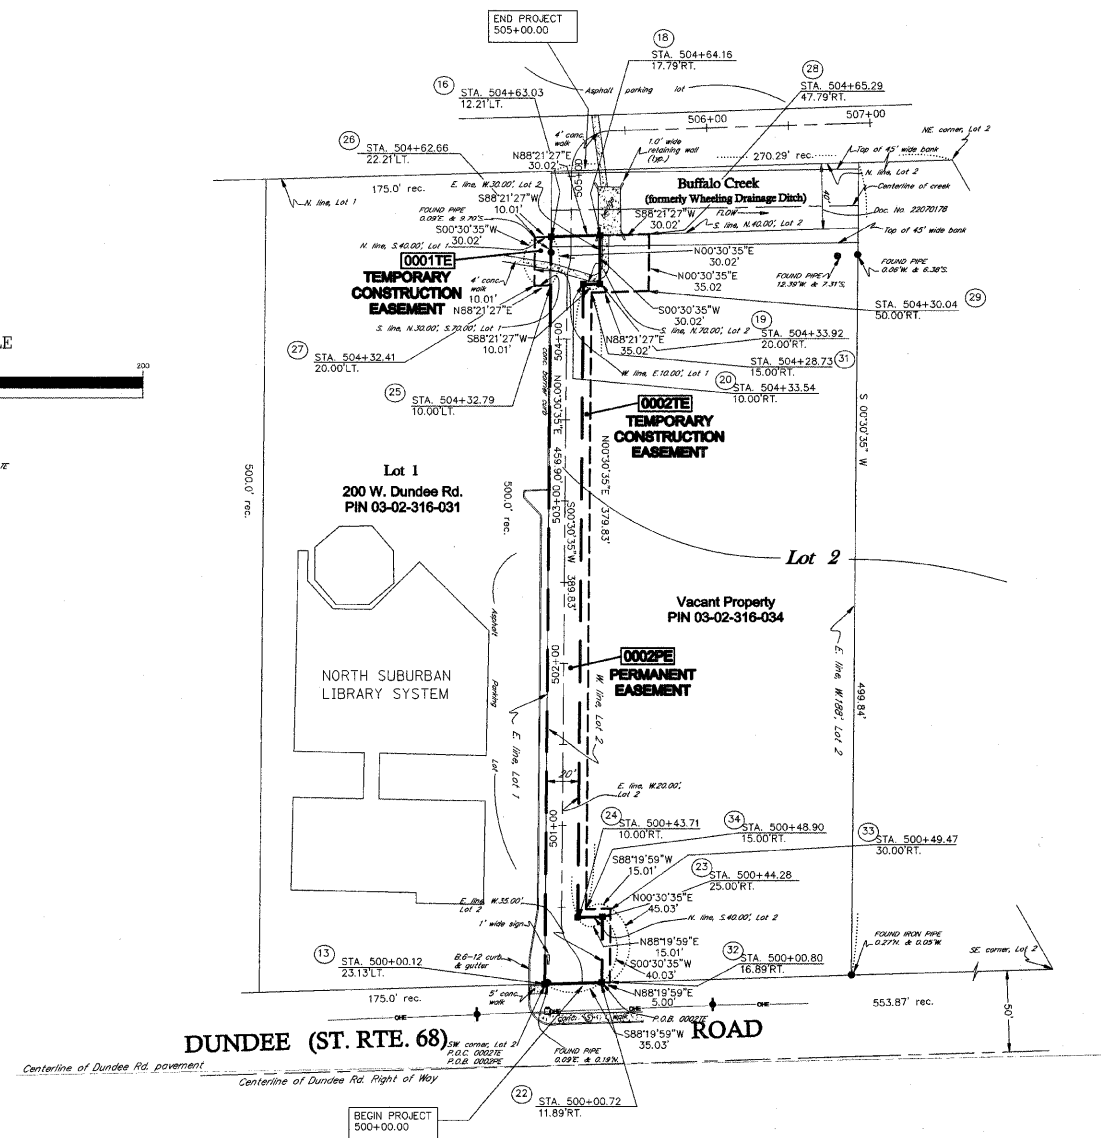 END PROJECT
505+00.00
18
STA. 504+64.16
17.79'RT.
28
STA. 504+65.29
47.79'RT.
16
STA. 504+63.03
12.21'LT.
Asphalt parking lot
506+00
507+00
NE. corner, Lot 2
26
STA. 504+62.66
22.21'LT.
4' conc.
walk
1.0' wide
retaining wall
(typ.)
N88°21'27"E
30.02'
505+00
270.29' rec.
Top of 45' wide bank
N. line, Lot 2
Centerline of creek
175.0' rec.
N. line, Lot 1
E. line, W.30.00', Lot 2
S88°21'27"W
10.01'
Buffalo Creek
(formerly Wheeling Drainage Ditch)
40'
Doc. No. 22070178
FOUND PIPE
0.09'E. & 9.70'S.
S88°21'27"W
30.02'
FLOW
S. line, N.40.00', Lot 2
S00°30'35"W
30.02'
Top of 45' wide bank
N. line, S.40.00', Lot 1
0001TE
TEMPORARY
CONSTRUCTION
EASEMENT
N00°30'35"E
30.02'
N00°30'35"E
35.02
FOUND PIPE
12.39'W. & 7.31'S.
FOUND PIPE
0.06'W. & 6.38'S.
4' conc.
walk
10.01'
N88°21'27"E
29
STA. 504+30.04
50.00'RT.
S00°30'35"W
30.02'
S. line, N.30.00', S.70.00', Lot 1
S. line, N.70.00', Lot 2
S88°21'27"W
10.01'
N88°21'27"E
35.02'
19
STA. 504+33.92
20.00'RT.
27
STA. 504+32.41
20.00'LT.
504+00
STA. 504+28.73
15.00'RT.
31
W. line, E.10.00', Lot 1
20
STA. 504+33.54
10.00'RT.
25
STA. 504+32.79
10.00'LT.
conc. barrier curb
200
0002TE
TEMPORARY
CONSTRUCTION
EASEMENT
N00°30'35"E 459.90'
N00°30'35"E 379.83'
S 00°30'35" W
Lot 1
200 W. Dundee Rd.
PIN 03-02-316-031
500.0' rec.
500.0' rec.
503+00.00
S00°30'35"W 389.83'
Lot 2
Vacant Property
PIN 03-02-316-034
Asphalt
Parking
Lot
NORTH SUBURBAN
LIBRARY SYSTEM
502+00
0002PE
PERMANENT
EASEMENT
E. line, Lot 1
W. line, Lot 2
E. line, W.188', Lot 2
499.84'
20'
E. line, W.20.00',
Lot 2
501+00
24
STA. 500+43.71
10.00'RT.
34
STA. 500+48.90
15.00'RT.
33
STA. 500+49.47
30.00'RT.
S88°19'59"W
15.01'
23
STA. 500+44.28
25.00'RT.
N00°30'35"E
45.03'
E. line, W.35.00',
Lot 2
N. line, S.40.00', Lot 2
1' wide sign
N88°19'59"E
15.01'
FOUND IRON PIPE
0.27'N. & 0.05'W.
SE. corner, Lot 2
13
STA. 500+00.12
23.13'LT.
B.6-12 curb
& gutter
S00°30'35"W
40.03'
32
STA. 500+00.80
16.89'RT.
175.0' rec.
5' conc.
walk
N88°19'59"E
5.00'
553.87' rec.
50'
OHE
OHE
OHE
OHE
conc. walk
P.O.B. 0002TE
DUNDEE (ST. RTE. 68) ROAD
S88°19'59"W
35.03'
SW. corner, Lot 2
P.O.C. 0002TE
P.O.B. 0002PE
FOUND PIPE
0.09'E. & 0.19'N.
Centerline of Dundee Rd. pavement
Centerline of Dundee Rd. Right of Way
22
STA. 500+00.72
11.89'RT.
BEGIN PROJECT
500+00.00